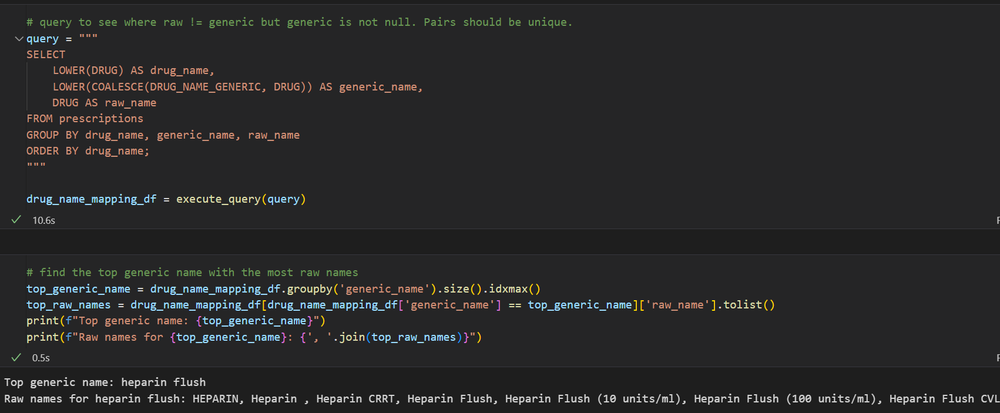 # query to see where raw != generic but generic is not null. Pairs should be unique.
query = """
SELECT
    LOWER(DRUG) AS drug_name,
    LOWER(COALESCE(DRUG_NAME_GENERIC, DRUG)) AS generic_name,
    DRUG AS raw_name
FROM prescriptions
GROUP BY drug_name, generic_name, raw_name
ORDER BY drug_name;
"""
drug_name_mapping_df = execute_query(query)
10.6s
# find the top generic name with the most raw names
top_generic_name = drug_name_mapping_df.groupby('generic_name').size().idxmax()
top_raw_names = drug_name_mapping_df[drug_name_mapping_df['generic_name'] == top_generic_name]['raw_name'].tolist()
print(f"Top generic name: {top_generic_name}")
print(f"Raw names for {top_generic_name}: {', '.join(top_raw_names)}")
0.5s
Top generic name: heparin flush
Raw names for heparin flush: HEPARIN, Heparin , Heparin CRRT, Heparin Flush, Heparin Flush (10 units/ml), Heparin Flush (100 units/ml), Heparin Flush CVL